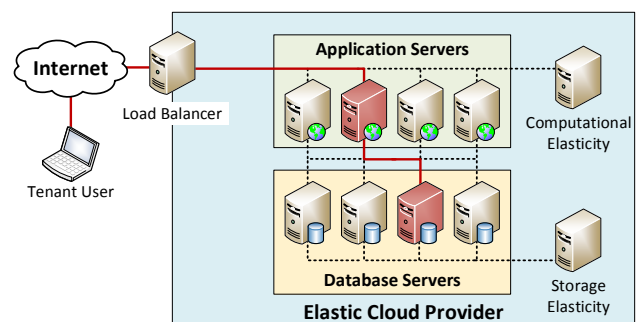 Application Servers
Internet
Load Balancer
Computational
Elasticity
Tenant User
Database Servers
Storage
Elasticity
Elastic Cloud Provider